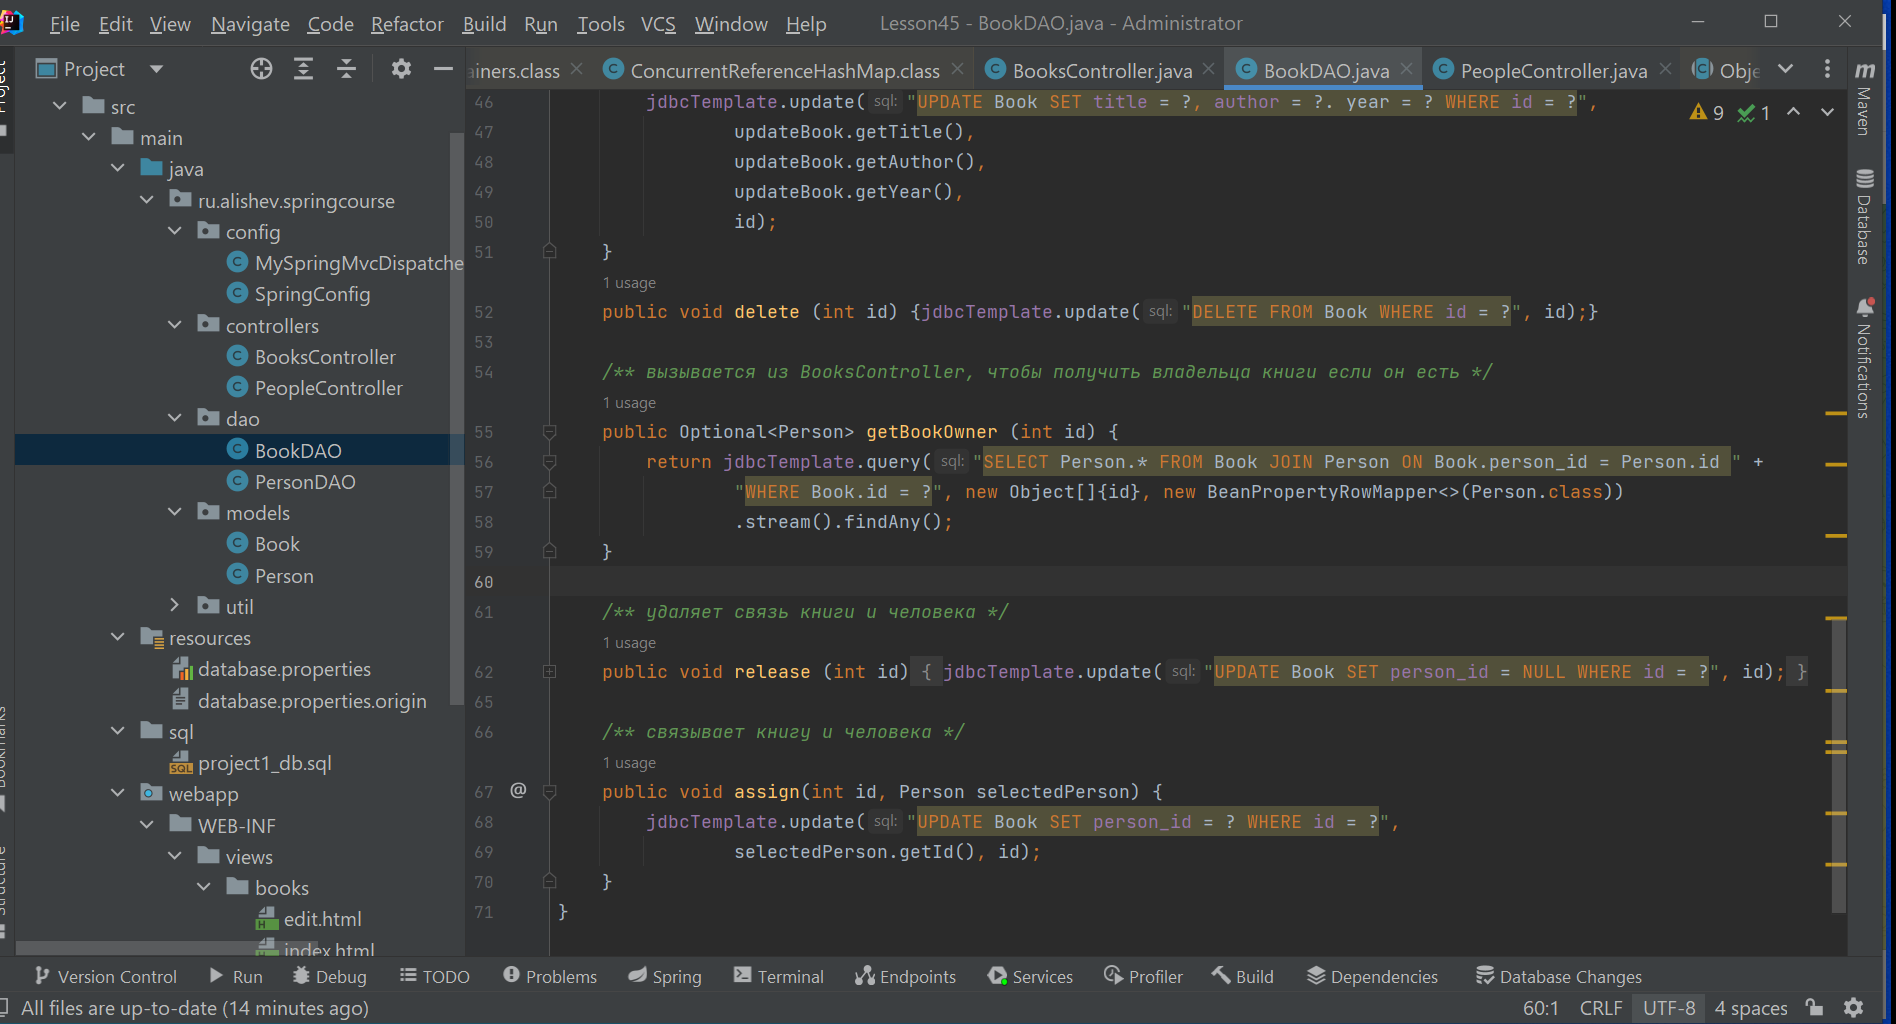 File Edit View Navigate Code Refactor Build Run Tools VCS Window Help Lesson45 - BookDAO.java - Administrator
Project
ainers.class ConcurrentReferenceHashMap.class BooksController.java BookDAO.java PeopleController.java Obje
src
main
java
ru.alishev.springcourse
config
MySpringMvcDispatche
SpringConfig
controllers
BooksController
PeopleController
dao
BookDAO
PersonDAO
models
Book
Person
util
resources
database.properties
database.properties.origin
sql
project1_db.sql
webapp
WEB-INF
views
books
edit.html
index.html
9 1
46 jdbcTemplate.update( sql: "UPDATE Book SET title = ?, author = ?. year = ? WHERE id = ?",
47 updateBook.getTitle(),
48 updateBook.getAuthor(),
49 updateBook.getYear(),
50 id);
51 }
1 usage
52 public void delete (int id) {jdbcTemplate.update( sql: "DELETE FROM Book WHERE id = ?", id);}
53
54 /** вызывается из BooksController, чтобы получить владельца книги если он есть */
1 usage
55 public Optional<Person> getBookOwner (int id) {
56 return jdbcTemplate.query( sql: "SELECT Person.* FROM Book JOIN Person ON Book.person_id = Person.id " +
57 "WHERE Book.id = ?", new Object[]{id}, new BeanPropertyRowMapper<>(Person.class))
58 .stream().findAny();
59 }
60
61 /** удаляет связь книги и человека */
1 usage
62 public void release (int id) { jdbcTemplate.update( sql: "UPDATE Book SET person_id = NULL WHERE id = ?", id); }
65
66 /** связывает книгу и человека */
1 usage
67 @ public void assign(int id, Person selectedPerson) {
68 jdbcTemplate.update( sql: "UPDATE Book SET person_id = ? WHERE id = ?",
69 selectedPerson.getId(), id);
70 }
71 }
Maven
Database
Notifications
Project
Bookmarks
Structure
Version Control Run Debug TODO Problems Spring Terminal Endpoints Services Profiler Build Dependencies Database Changes
All files are up-to-date (14 minutes ago) 60:1 CRLF UTF-8 4 spaces